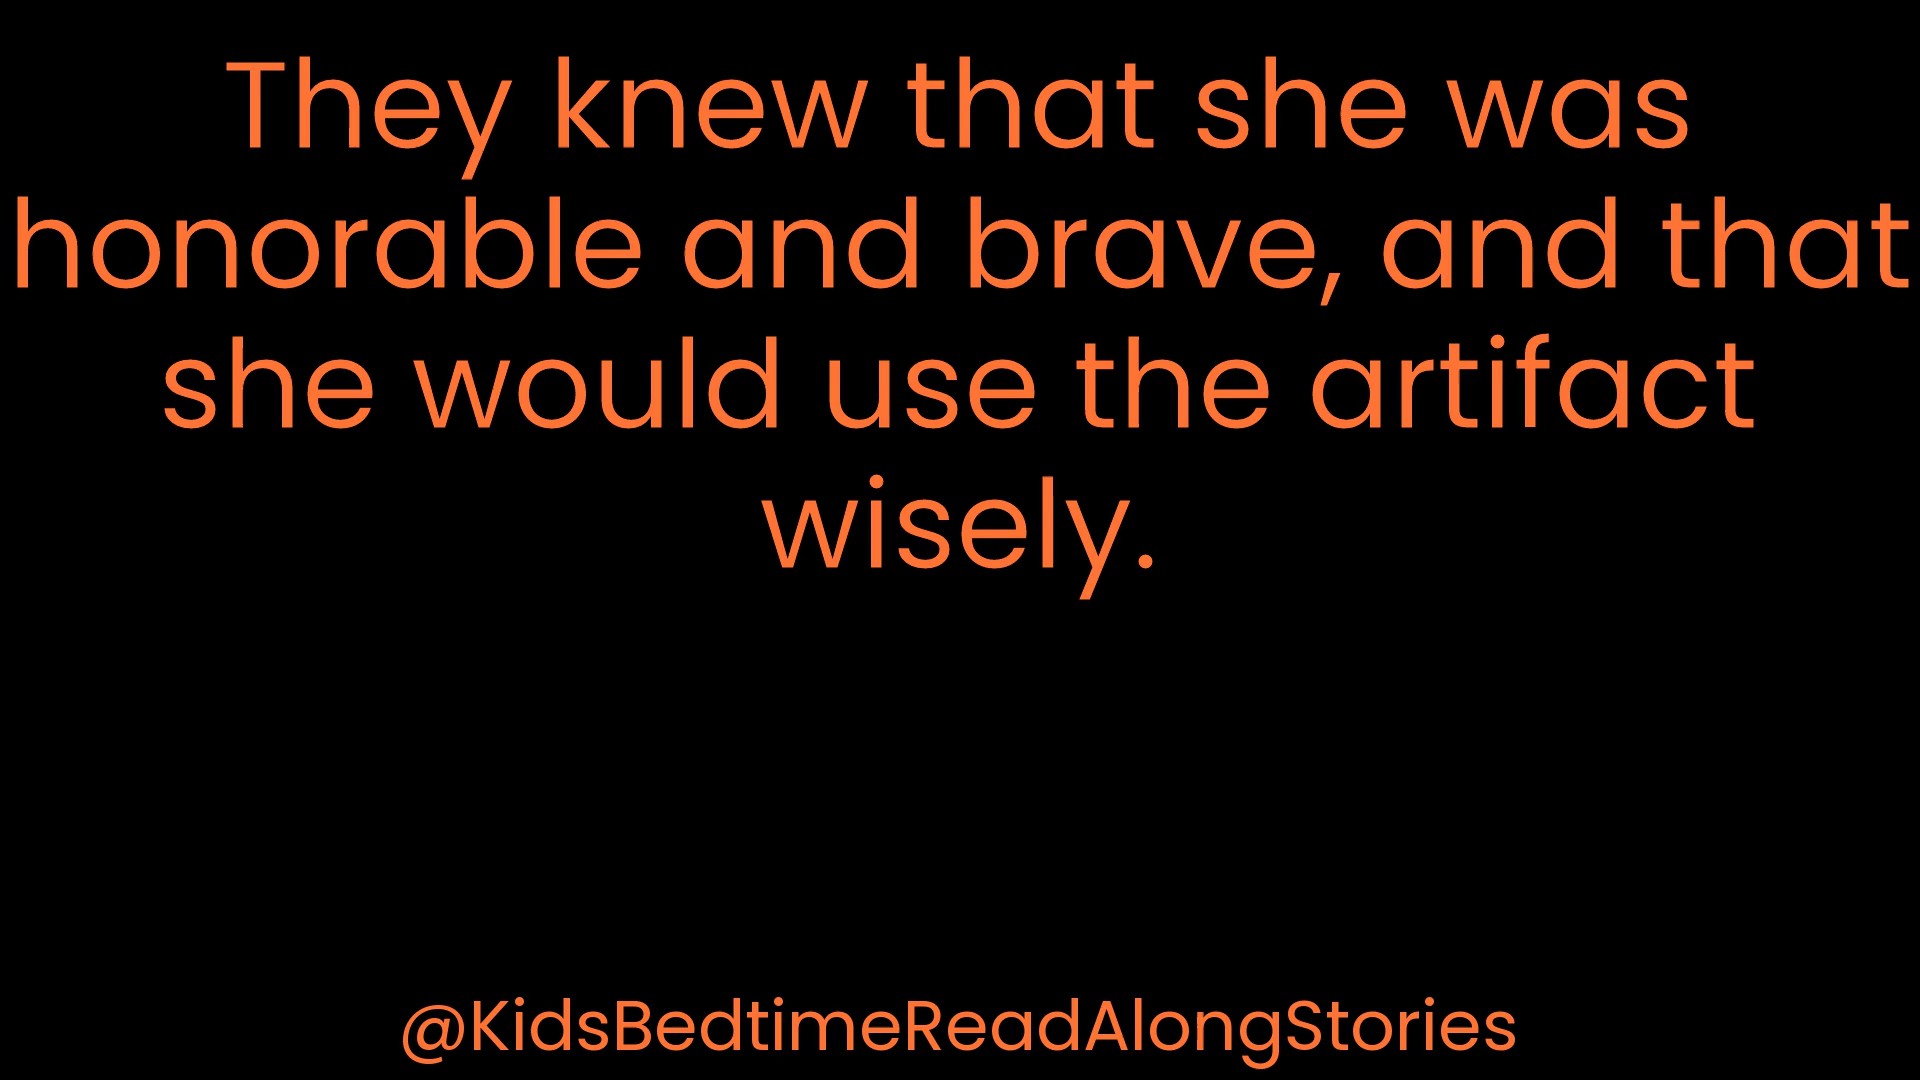 They knew that she was
honorable and brave, and that
she would use the artifact
wisely.
@KidsBedtimeReadAlongStories